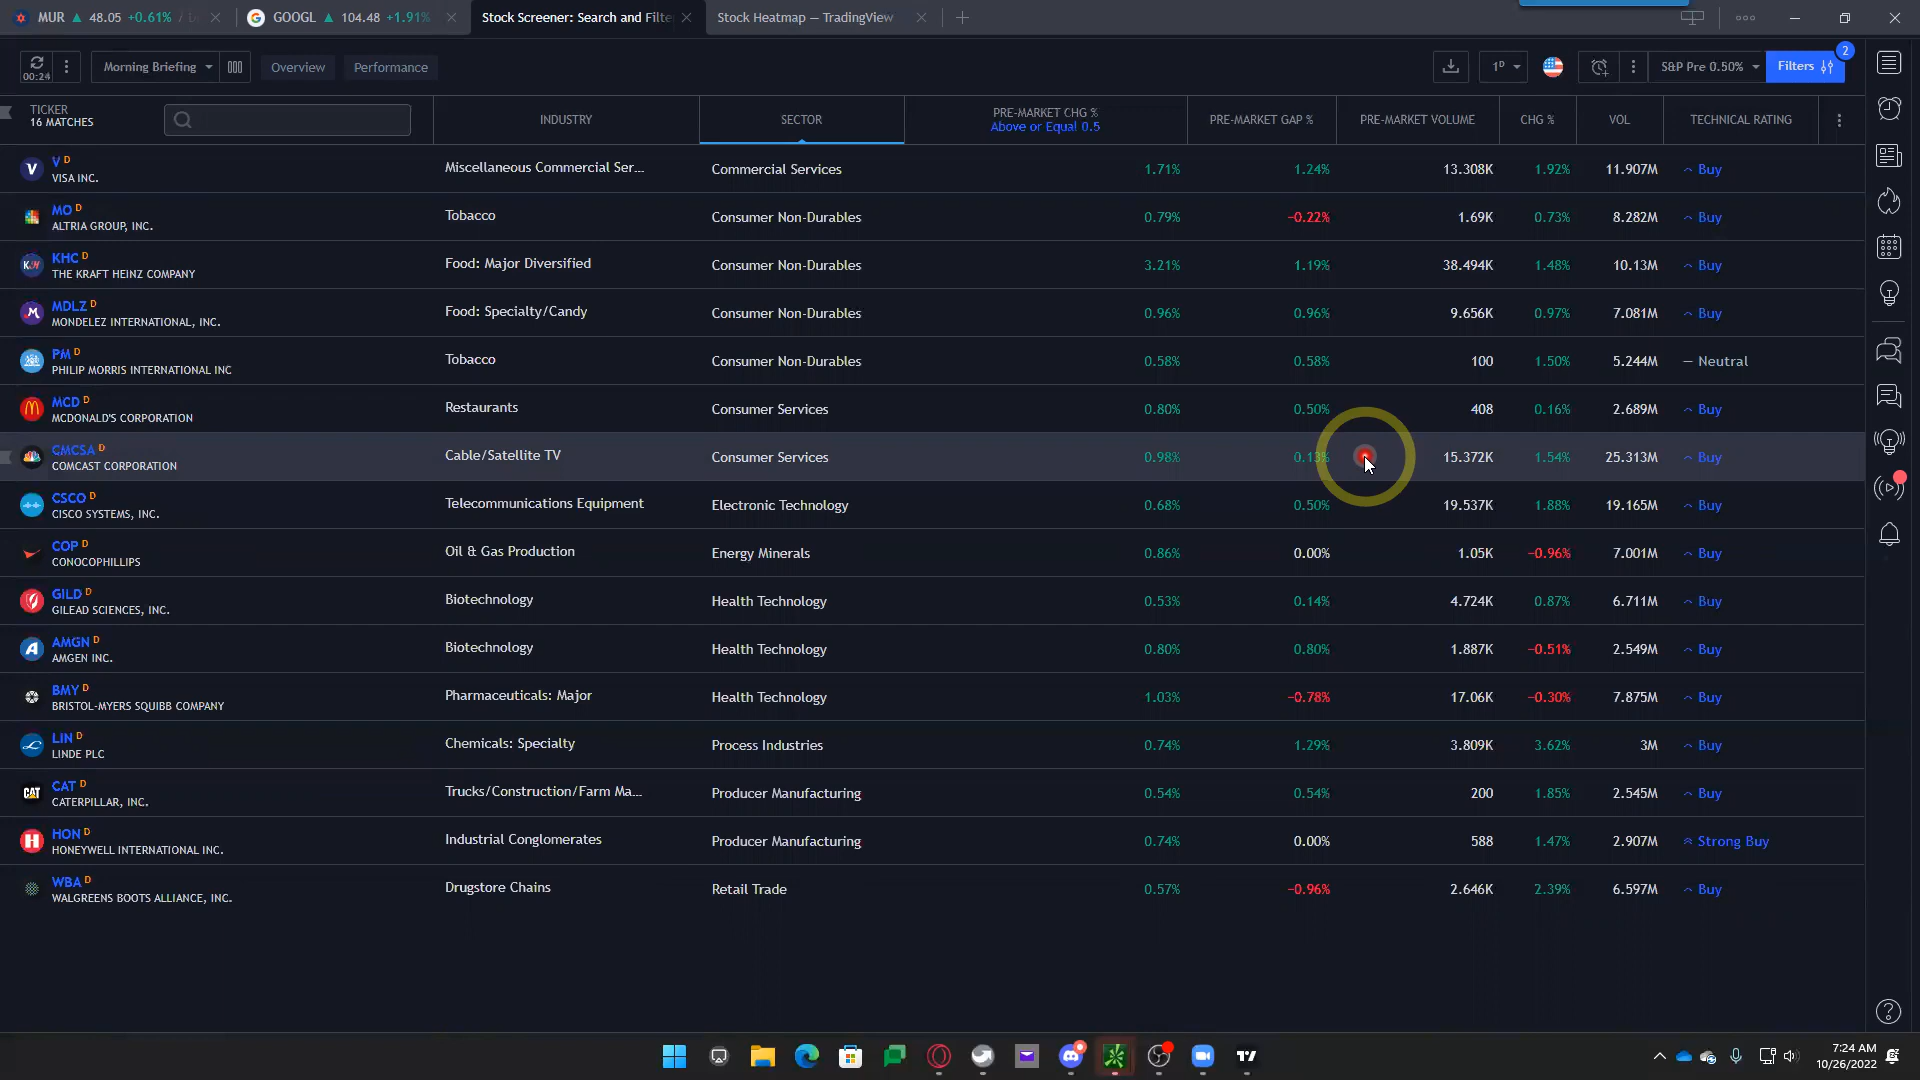 MUR ▲ 48.05 +0.61% /
GOOGL ▲ 104.48 +1.91%
Stock Screener: Search and Filte
Stock Heatmap — TradingView
00:24
Morning Briefing
Overview
Performance
1D
S&P Pre 0.50%
Filters
2
TICKER
16 MATCHES
INDUSTRY
SECTOR
PRE-MARKET CHG %
Above or Equal 0.5
PRE-MARKET GAP %
PRE-MARKET VOLUME
CHG %
VOL
TECHNICAL RATING
V D Miscellaneous Commercial Ser... Commercial Services 1.71% 1.24% 13.308K 1.92% 11.907M Buy
VISA INC.
MO D Tobacco Consumer Non-Durables 0.79% −0.22% 1.69K 0.73% 8.282M Buy
ALTRIA GROUP, INC.
KHC D Food: Major Diversified Consumer Non-Durables 3.21% 1.19% 38.494K 1.48% 10.13M Buy
THE KRAFT HEINZ COMPANY
MDLZ D Food: Specialty/Candy Consumer Non-Durables 0.96% 0.96% 9.656K 0.97% 7.081M Buy
MONDELEZ INTERNATIONAL, INC.
PM D Tobacco Consumer Non-Durables 0.58% 0.58% 100 1.50% 5.244M — Neutral
PHILIP MORRIS INTERNATIONAL INC
MCD D Restaurants Consumer Services 0.80% 0.50% 408 0.16% 2.689M Buy
MCDONALD'S CORPORATION
CMCSA D Cable/Satellite TV Consumer Services 0.98% 0.13% 15.372K 1.54% 25.313M Buy
COMCAST CORPORATION
CSCO D Telecommunications Equipment Electronic Technology 0.68% 0.50% 19.537K 1.88% 19.165M Buy
CISCO SYSTEMS, INC.
COP D Oil & Gas Production Energy Minerals 0.86% 0.00% 1.05K −0.96% 7.001M Buy
CONOCOPHILLIPS
GILD D Biotechnology Health Technology 0.53% 0.14% 4.724K 0.87% 6.711M Buy
GILEAD SCIENCES, INC.
AMGN D Biotechnology Health Technology 0.80% 0.80% 1.887K −0.51% 2.549M Buy
AMGEN INC.
BMY D Pharmaceuticals: Major Health Technology 1.03% −0.78% 17.06K −0.30% 7.875M Buy
BRISTOL-MYERS SQUIBB COMPANY
LIN D Chemicals: Specialty Process Industries 0.74% 1.29% 3.809K 3.62% 3M Buy
LINDE PLC
CAT CAT D Trucks/Construction/Farm Ma... Producer Manufacturing 0.54% 0.54% 200 1.85% 2.545M Buy
CATERPILLAR, INC.
HON D Industrial Conglomerates Producer Manufacturing 0.74% 0.00% 588 1.47% 2.907M Strong Buy
HONEYWELL INTERNATIONAL INC.
WBA D Drugstore Chains Retail Trade 0.57% −0.96% 2.646K 2.39% 6.597M Buy
WALGREENS BOOTS ALLIANCE, INC.
7:24 AM
10/26/2022